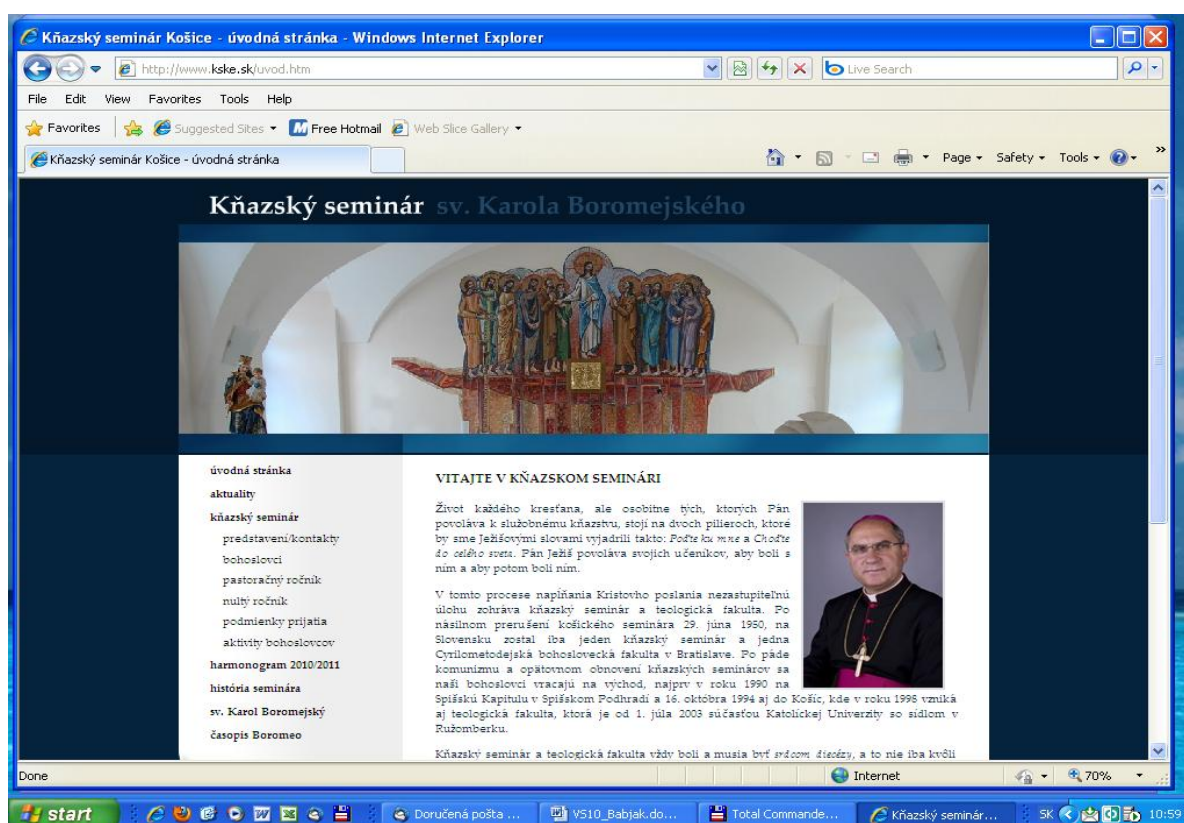 Kňazský seminár Košice - úvodná stránka - Windows Internet Explorer
http://www.kske.sk/uvod.htm
Live Search
File Edit View Favorites Tools Help
Favorites Suggested Sites Free Hotmail Web Slice Gallery
Kňazský seminár Košice - úvodná stránka
Page Safety Tools »
Kňazský seminár sv. Karola Boromejského
úvodná stránka
aktuality
kňazský seminár
predstavení/kontakty
bohoslovci
pastoračný ročník
nultý ročník
podmienky prijatia
aktivity bohoslovcov
harmonogram 2010/2011
história seminára
sv. Karol Boromejský
časopis Boromeo
VITAJTE V KŇAZSKOM SEMINÁRI
Život každého kresťana, ale osobitne tých, ktorých Pán
povoláva k služobnému kňazstvu, stojí na dvoch pilieroch, ktoré
by sme Ježišovými slovami vyjadrili takto: Poďte ku mne a Choďte
do celého sveta. Pán Ježiš povoláva svojich učeníkov, aby boli s
ním a aby potom boli ním.
V tomto procese napĺňania Kristovho poslania nezastupiteľnú
úlohu zohráva kňazský seminár a teologická fakulta. Po
násilnom prerušení košického seminára 29. júna 1950, na
Slovensku zostal iba jeden kňazský seminár a jedna
Cyrilometodejská bohoslovecká fakulta v Bratislave. Po páde
komunizmu a opätovnom obnovení kňazských seminárov sa
naši bohoslovci vracajú na východ, najprv v roku 1990 na
Spišskú Kapitulu v Spišskom Podhradí a 16. októbra 1994 aj do Košíc, kde v roku 1998 vzniká
aj teologická fakulta, ktorá je od 1. júla 2003 súčasťou Katolíckej Univerzity so sídlom v
Ružomberku.
Kňazský seminár a teologická fakulta vždy boli a musia byť srdcom diecézy, a to nie iba kvôli
Done Internet 70%
start Doručená pošta ... VS10_Babjak.do... Total Commande... Kňazský seminár... SK 10:59